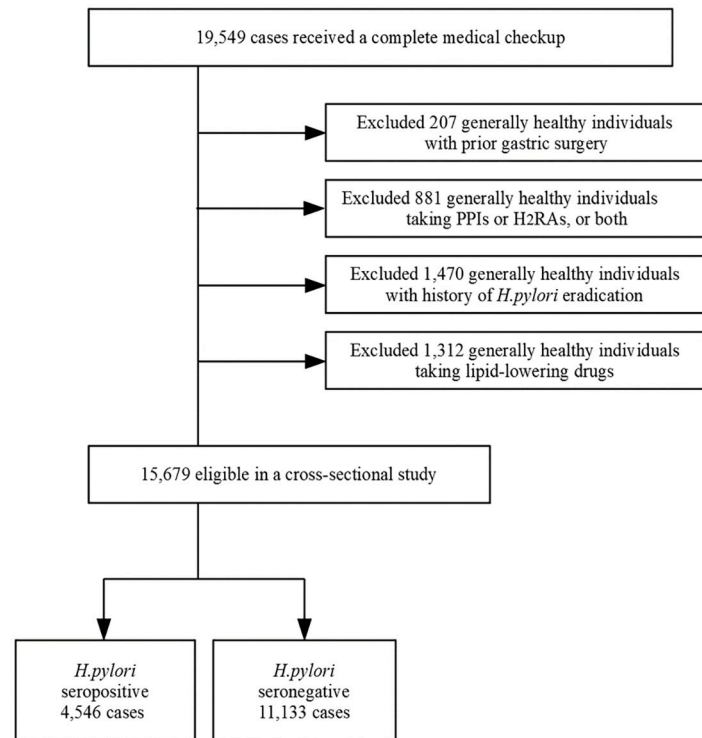 19,549 cases received a complete medical checkup
Excluded 207 generally healthy individuals
with prior gastric surgery
Excluded 881 generally healthy individuals
taking PPIs or H2RAs, or both
Excluded 1,470 generally healthy individuals
with history of H.pylori eradication
Excluded 1,312 generally healthy individuals
taking lipid-lowering drugs
15,679 eligible in a cross-sectional study
H.pylori
seropositive
4,546 cases
H.pylori
seronegative
11,133 cases